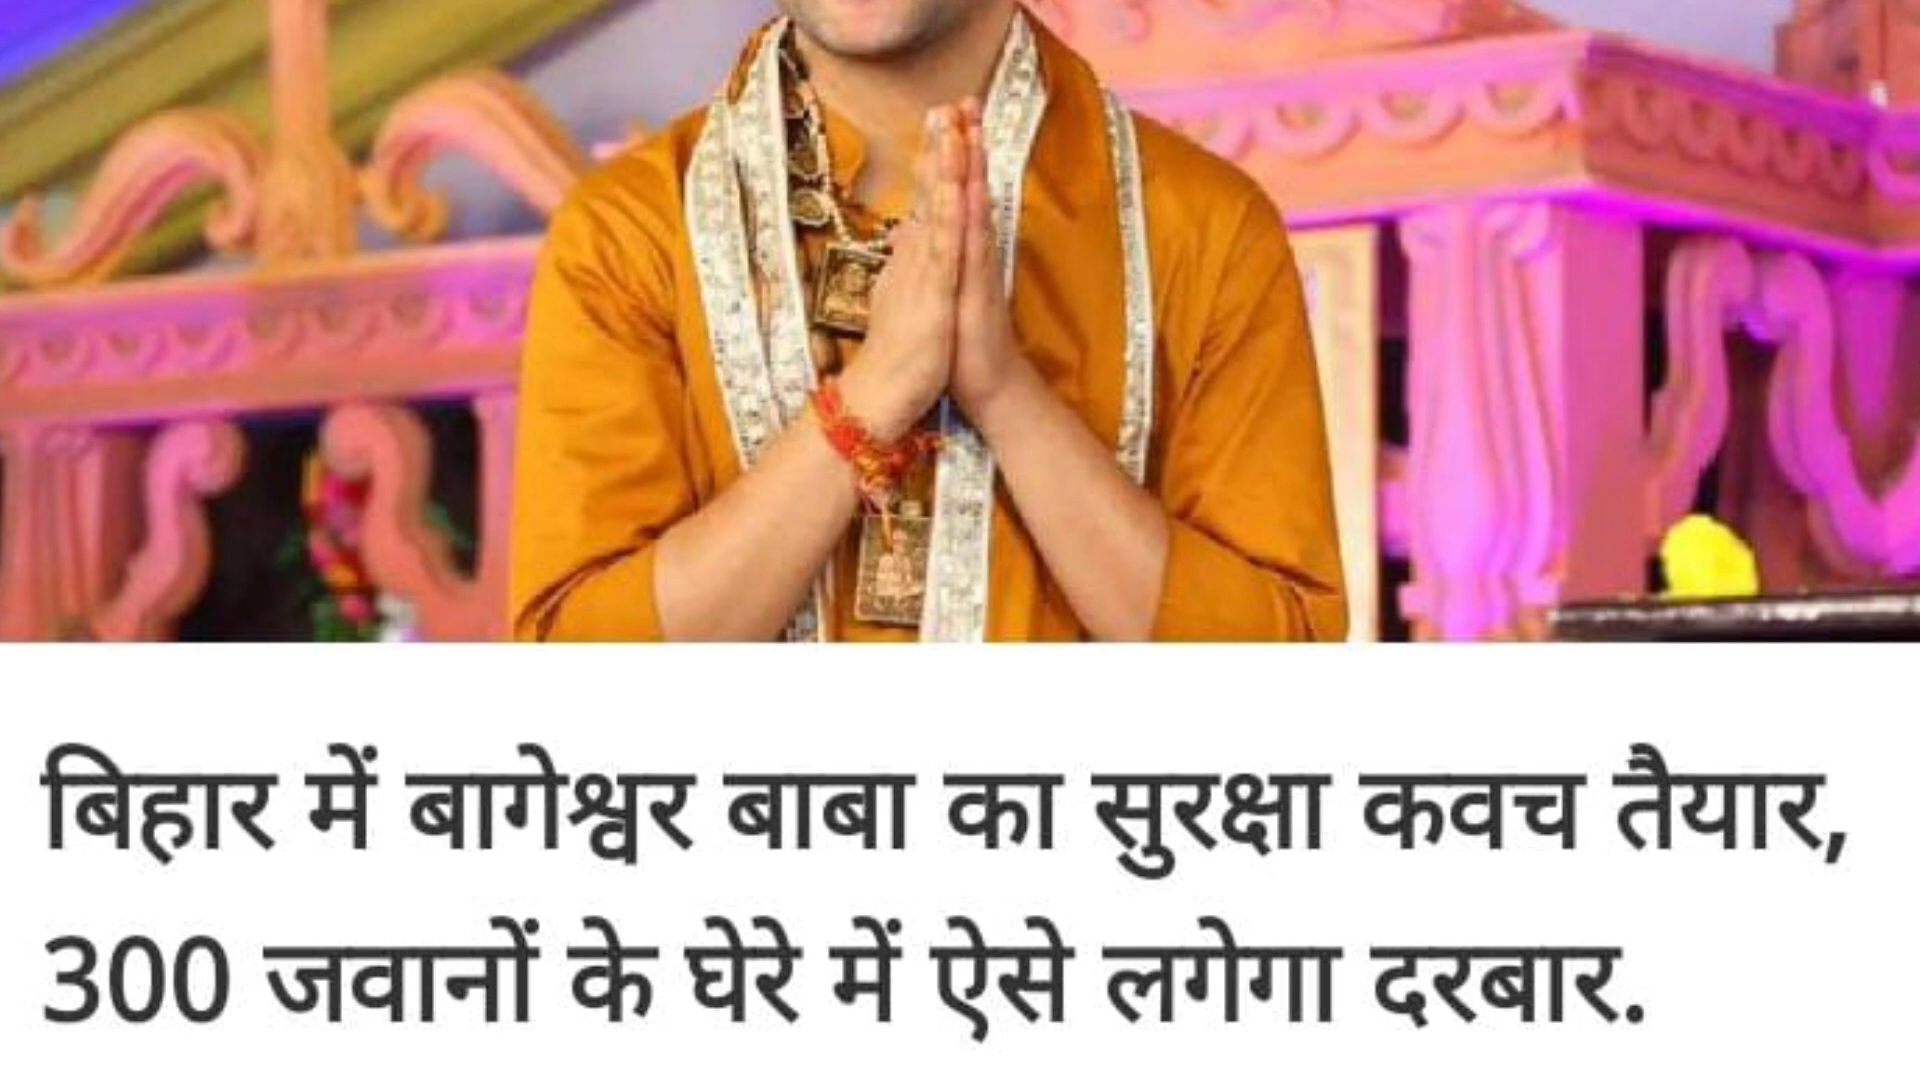 बिहार में बागेश्वर बाबा का सुरक्षा कवच तैयार,
300 जवानों के घेरे में ऐसे लगेगा दरबार.